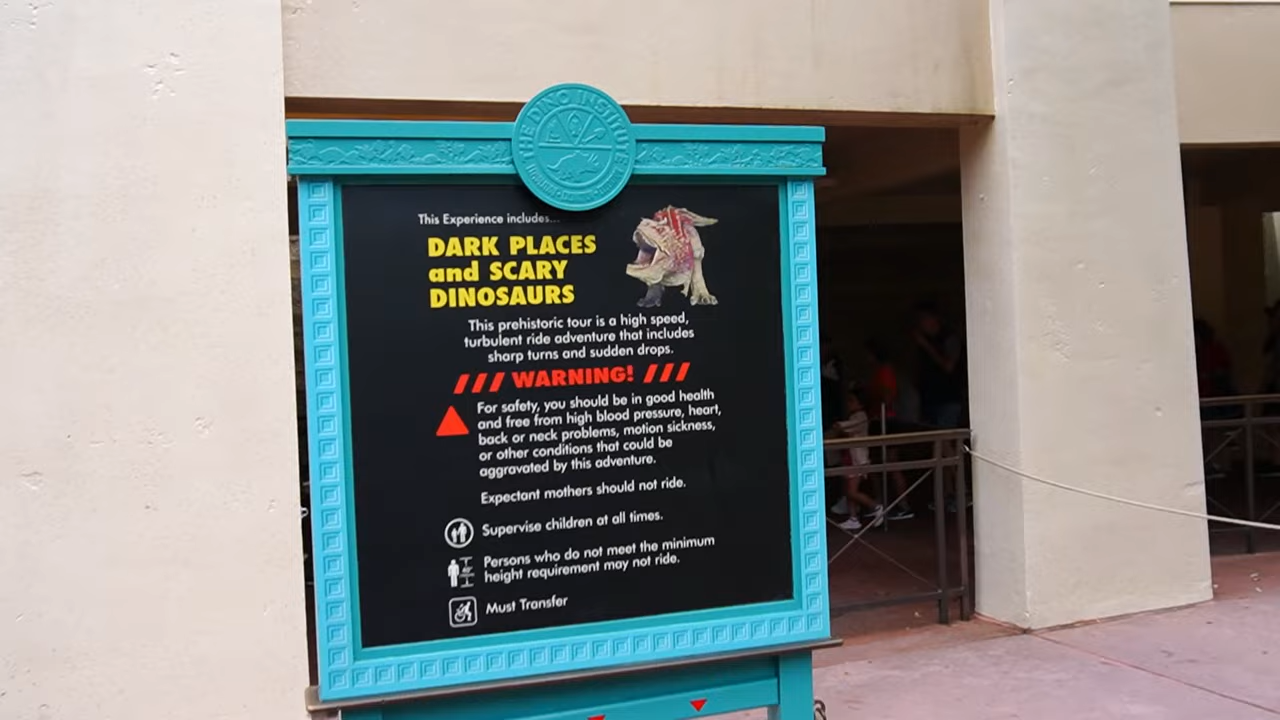 THE DINO INSTITUTE
This Experience includes...
DARK PLACES
and SCARY
DINOSAURS
This prehistoric tour is a high speed,
turbulent ride adventure that includes
sharp turns and sudden drops.
WARNING!
For safety, you should be in good health
and free from high blood pressure, heart,
back or neck problems, motion sickness,
or other conditions that could be
aggravated by this adventure.
Expectant mothers should not ride.
Supervise children at all times.
Persons who do not meet the minimum
height requirement may not ride.
Must Transfer